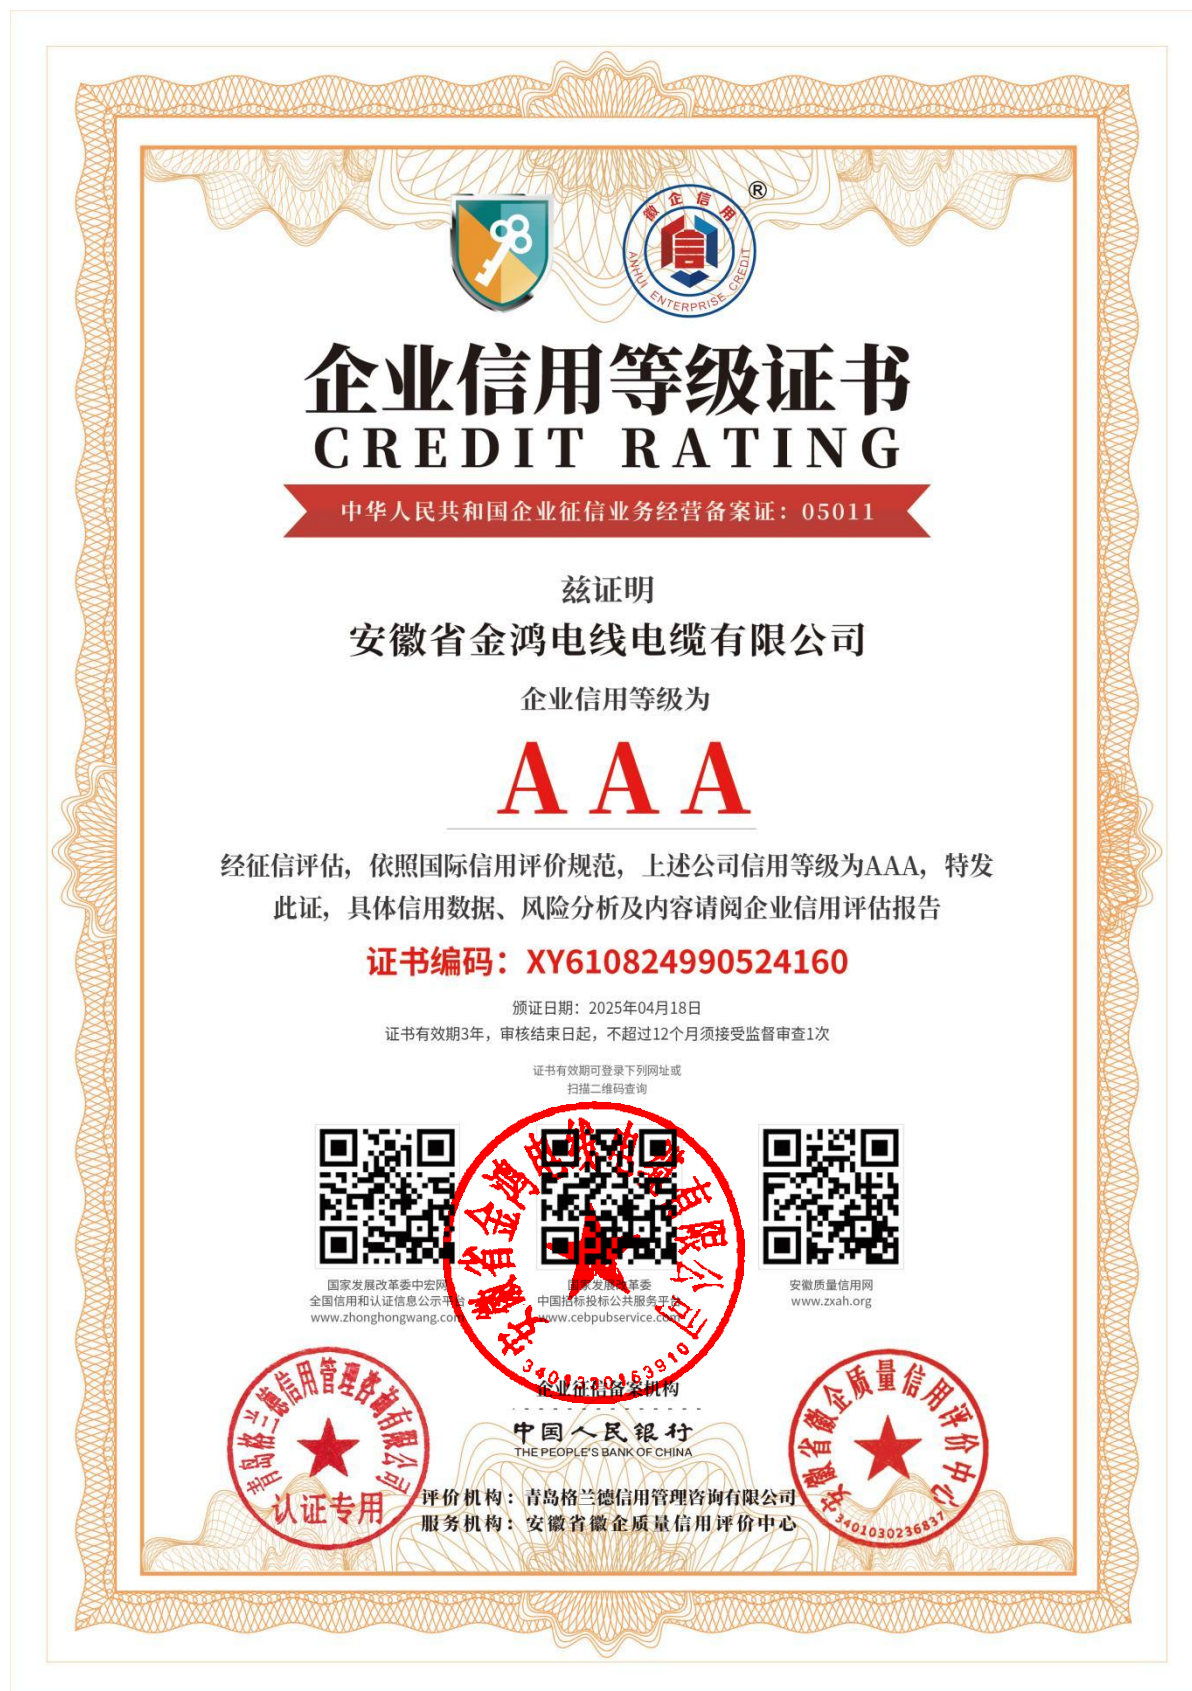 徽企信用
ANHUI ENTERPRISE CREDIT
®
企业信用等级证书
CREDIT RATING
中华人民共和国企业征信业务经营备案证：05011
兹证明
安徽省金鸿电线电缆有限公司
企业信用等级为
AAA
经征信评估，依照国际信用评价规范，上述公司信用等级为AAA，特发
此证，具体信用数据、风险分析及内容请阅企业信用评估报告
证书编码：XY610824990524160
颁证日期：2025年04月18日
证书有效期3年，审核结束日起，不超过12个月须接受监督审查1次
证书有效期可登录下列网址或
扫描二维码查询
安徽省金鸿电线电缆有限公司
国家发展改革委中宏网
全国信用和认证信息公示平台
www.zhonghongwang.com
国家发展改革委
中国招标投标公共服务平台
www.cebpubservice.com
安徽质量信用网
www.zxah.org
企业征信备案机构
中国人民银行
THE PEOPLE'S BANK OF CHINA
青岛格兰德信用管理咨询有限公司
认证专用
评价机构：青岛格兰德信用管理咨询有限公司
服务机构：安徽省徽企质量信用评价中心
安徽省徽企质量信用评价中心
3401030236837